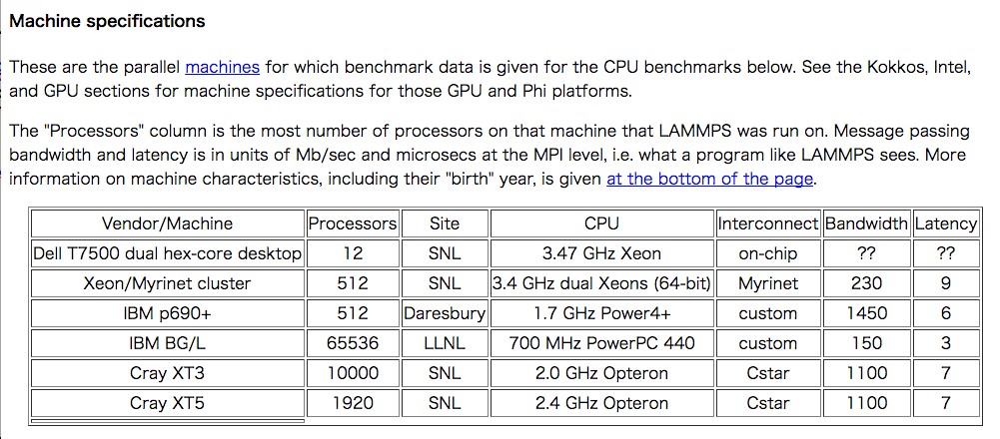 Machine specifications
These are the parallel machines for which benchmark data is given for the CPU benchmarks below. See the Kokkos, Intel,
and GPU sections for machine specifications for those GPU and Phi platforms.
The "Processors" column is the most number of processors on that machine that LAMMPS was run on. Message passing
bandwidth and latency is in units of Mb/sec and microsecs at the MPI level, i.e. what a program like LAMMPS sees. More
information on machine characteristics, including their "birth" year, is given at the bottom of the page.
Vendor/Machine Processors Site CPU Interconnect Bandwidth Latency
Dell T7500 dual hex-core desktop 12 SNL 3.47 GHz Xeon on-chip ?? ??
Xeon/Myrinet cluster 512 SNL 3.4 GHz dual Xeons (64-bit) Myrinet 230 9
IBM p690+ 512 Daresbury 1.7 GHz Power4+ custom 1450 6
IBM BG/L 65536 LLNL 700 MHz PowerPC 440 custom 150 3
Cray XT3 10000 SNL 2.0 GHz Opteron Cstar 1100 7
Cray XT5 1920 SNL 2.4 GHz Opteron Cstar 1100 7